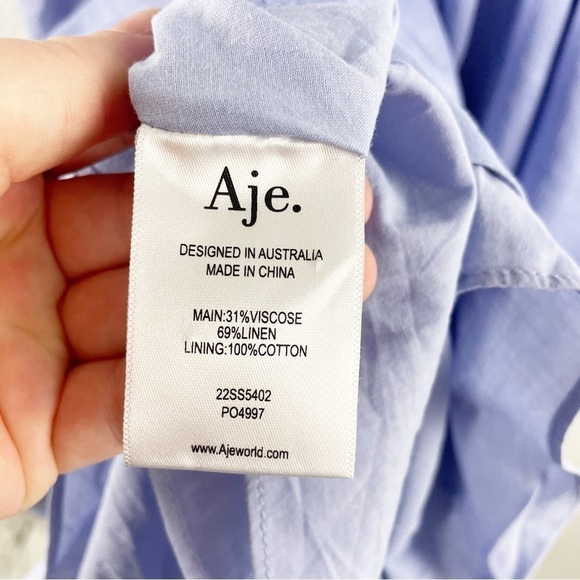 Aje.
DESIGNED IN AUSTRALIA
MADE IN CHINA
MAIN:31%VISCOSE
69%LINEN
LINING:100%COTTON
22SS5402
PO4997
www.Ajeworld.com